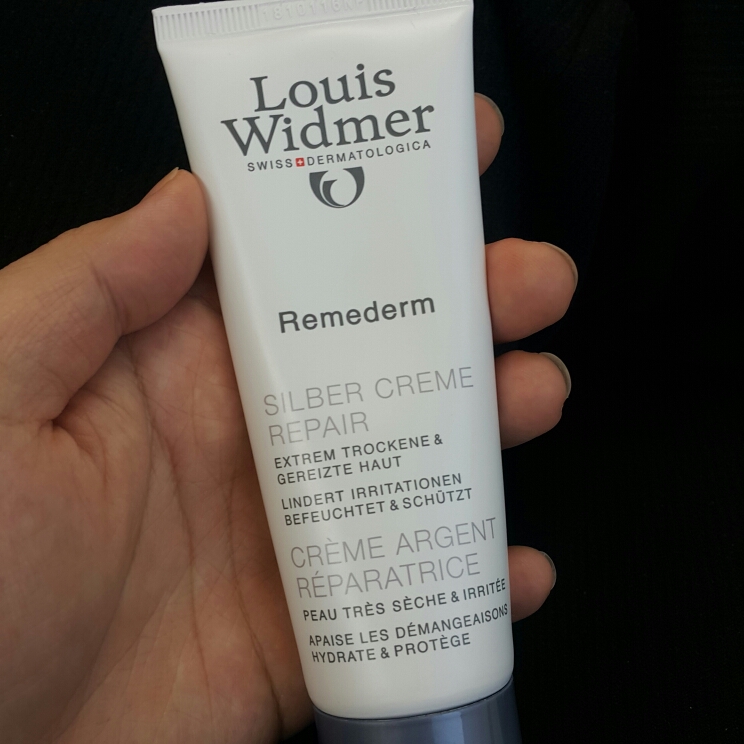 Louis
Widmer
SWISS DERMATOLOGICA
Remederm
SILBER CREME
REPAIR
EXTREM TROCKENE &
GEREIZTE HAUT
LINDERT IRRITATIONEN
BEFEUCHTET & SCHÜTZT
CRÈME ARGENT
RÉPARATRICE
PEAU TRÈS SÈCHE & IRRITÉE
APAISE LES DÉMANGEAISONS
HYDRATE & PROTÈGE